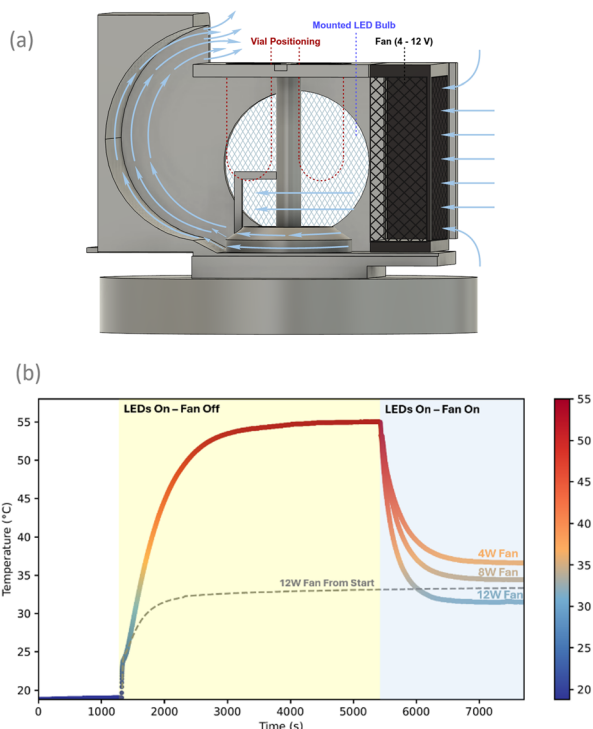 (a)
Mounted LED Bulb
Vial Positioning
Fan (4 - 12 V)
(b)
LEDs On – Fan Off
LEDs On – Fan On
55
50
45
40
35
30
25
20
Temperature (°C)
12W Fan From Start
4W Fan
8W Fan
12W Fan
0
1000
2000
3000
4000
5000
6000
7000
Time (s)
55
50
45
40
35
30
25
20